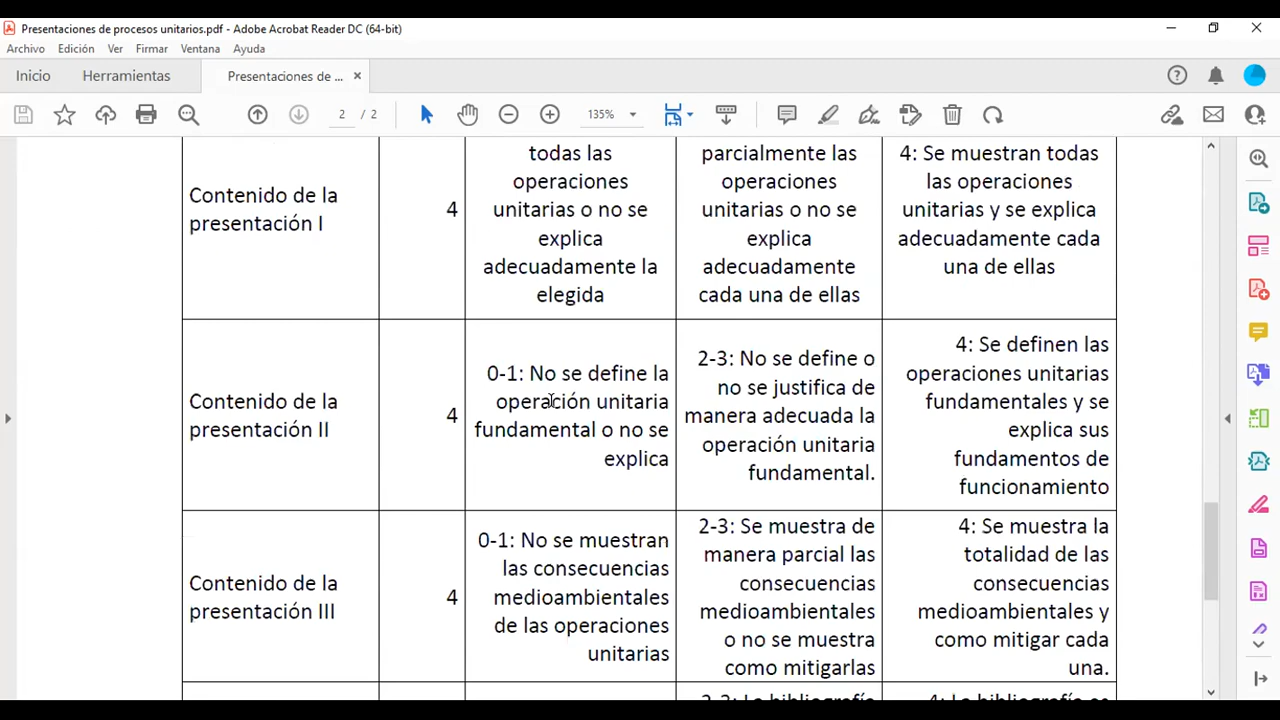 Presentaciones de procesos unitarios.pdf - Adobe Acrobat Reader DC (64-bit)
Archivo Edición Ver Firmar Ventana Ayuda
Inicio Herramientas Presentaciones de ...
2 / 2 135%
Contenido de la
presentación I
4
todas las
operaciones
unitarias o no se
explica
adecuadamente la
elegida
parcialmente las
operaciones
unitarias o no se
explica
adecuadamente
cada una de ellas
4: Se muestran todas
las operaciones
unitarias y se explica
adecuadamente cada
una de ellas
Contenido de la
presentación II
4
0-1: No se define la
operación unitaria
fundamental o no se
explica
2-3: No se define o
no se justifica de
manera adecuada la
operación unitaria
fundamental.
4: Se definen las
operaciones unitarias
fundamentales y se
explica sus
fundamentos de
funcionamiento
Contenido de la
presentación III
4
0-1: No se muestran
las consecuencias
medioambientales
de las operaciones
unitarias
2-3: Se muestra de
manera parcial las
consecuencias
medioambientales
o no se muestra
como mitigarlas
4: Se muestra la
totalidad de las
consecuencias
medioambientales y
como mitigar cada
una.
2-3: La bibliografía
4: La bibliografía es